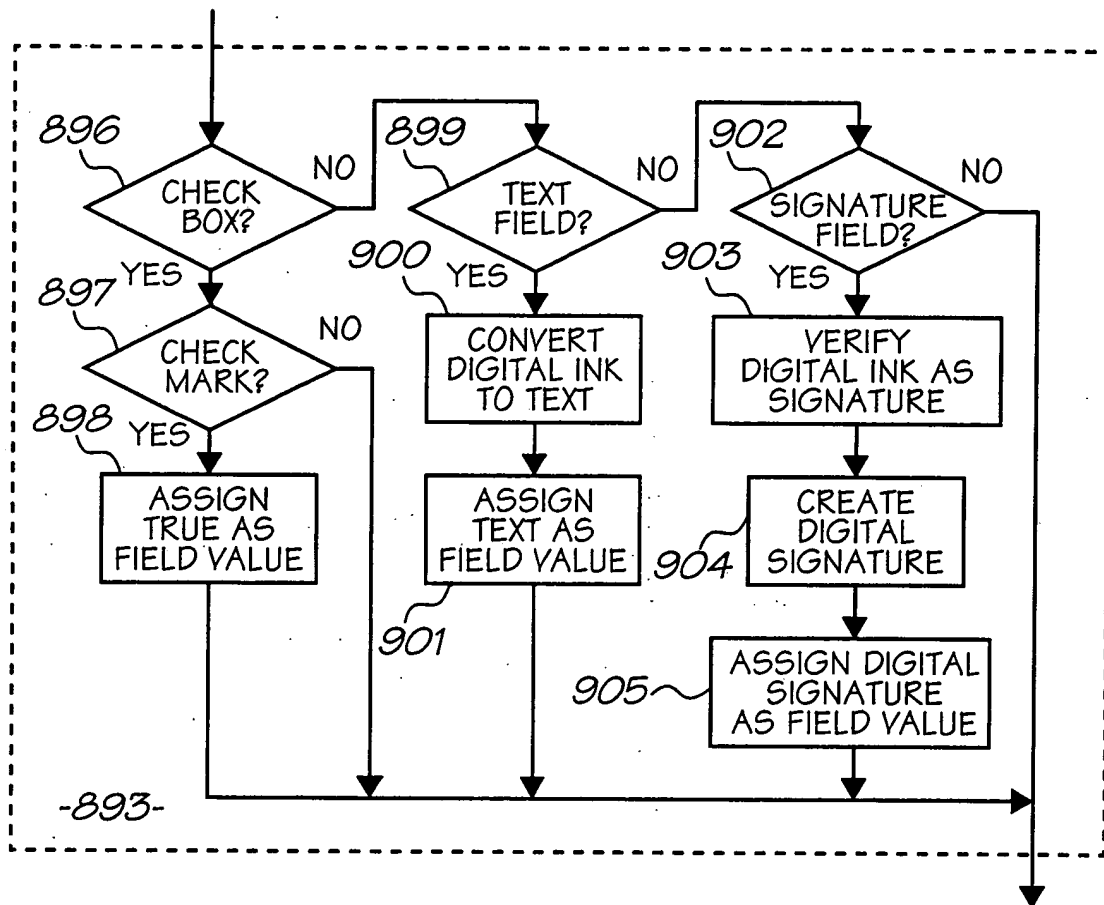 896
CHECK
BOX?
NO
YES
897
CHECK
MARK?
NO
YES
898
ASSIGN
TRUE AS
FIELD VALUE
899
TEXT
FIELD?
NO
YES
900
CONVERT
DIGITAL INK
TO TEXT
ASSIGN
TEXT AS
FIELD VALUE
901
902
SIGNATURE
FIELD?
NO
YES
903
VERIFY
DIGITAL INK AS
SIGNATURE
CREATE
DIGITAL
SIGNATURE
904
ASSIGN DIGITAL
SIGNATURE
AS FIELD VALUE
905
-893-